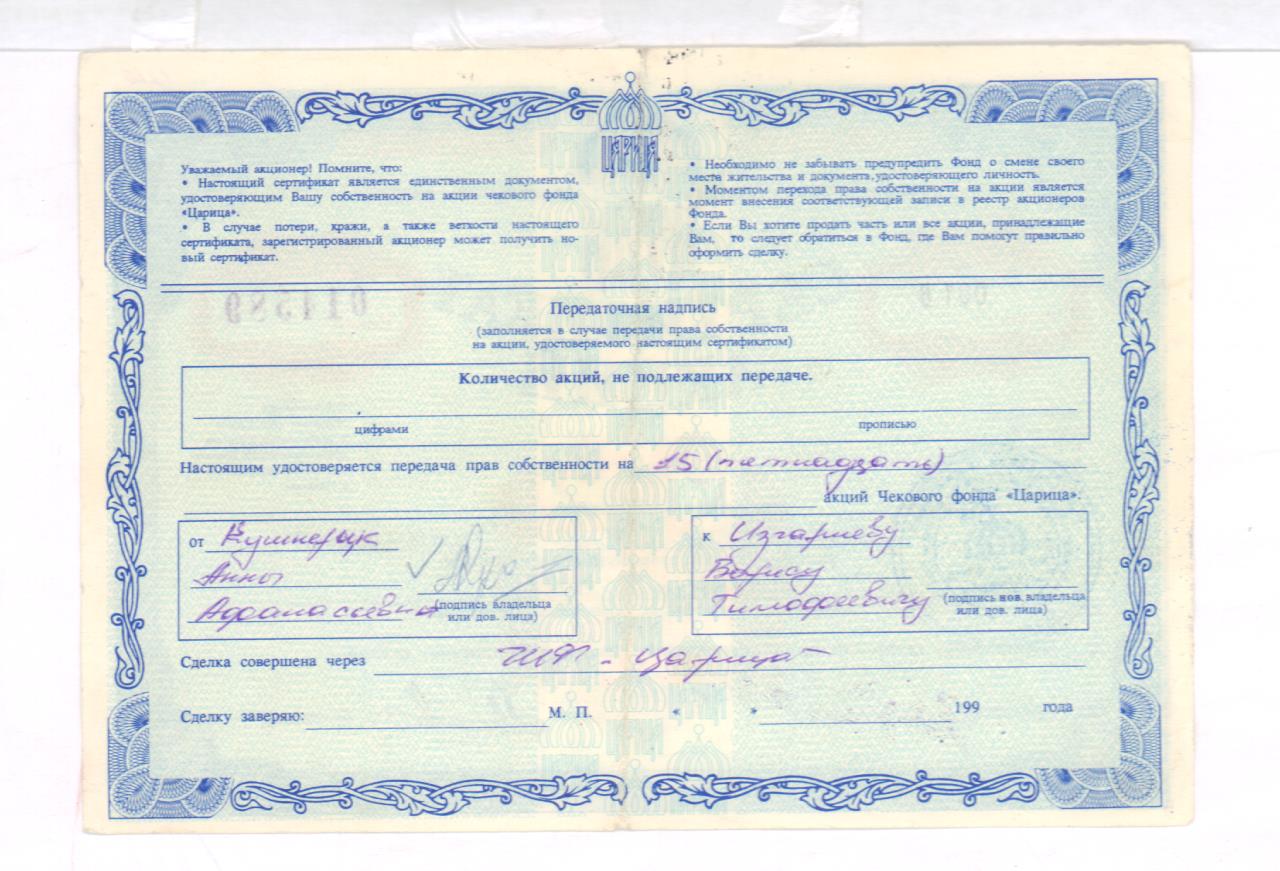 ЦАРИЦА
Уважаемый акционер! Помните, что:
• Настоящий сертификат является единственным документом,
удостоверяющим Вашу собственность на акции чекового фонда
«Царица».
• В случае потери, кражи, а также ветхости настоящего
сертификата, зарегистрированный акционер может получить но-
вый сертификат.
• Необходимо не забывать предупредить Фонд о смене своего
места жительства и документа, удостоверяющего личность.
• Моментом перехода права собственности на акции является
момент внесения соответствующей записи в реестр акционеров
Фонда.
• Если Вы хотите продать часть или все акции, принадлежащие
Вам, то следует обратиться в Фонд, где Вам помогут правильно
оформить сделку.
Передаточная надпись
(заполняется в случае передачи права собственности
на акции, удостоверяемого настоящим сертификатом)
Количество акций, не подлежащих передаче.
цифрами прописью
Настоящим удостоверяется передача прав собственности на 15 (петнадзать)
акций Чекового фонда «Царица».
от Кушнерук
Анны
Афанасьевны
(подпись владельца
или дов. лица)
к Изгариеву
Борису
Тимофеевичу
(подпись нов. владельца
или дов. лица)
Сделка совершена через ЧИФ - Царица
Сделку заверяю: М. П. « » 199 года